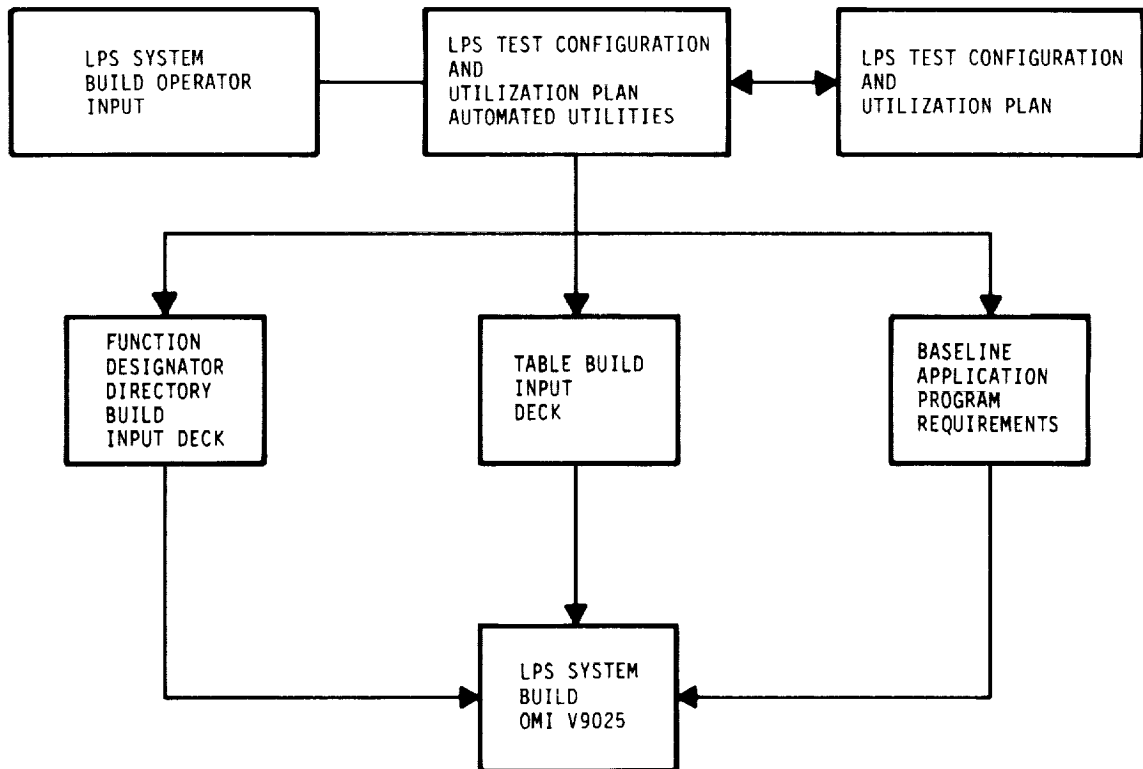 LPS SYSTEM
BUILD OPERATOR
INPUT
LPS TEST CONFIGURATION
AND
UTILIZATION PLAN
AUTOMATED UTILITIES
LPS TEST CONFIGURATION
AND
UTILIZATION PLAN
FUNCTION
DESIGNATOR
DIRECTORY
BUILD
INPUT DECK
TABLE BUILD
INPUT
DECK
BASELINE
APPLICATION
PROGRAM
REQUIREMENTS
LPS SYSTEM
BUILD
OMI V9025